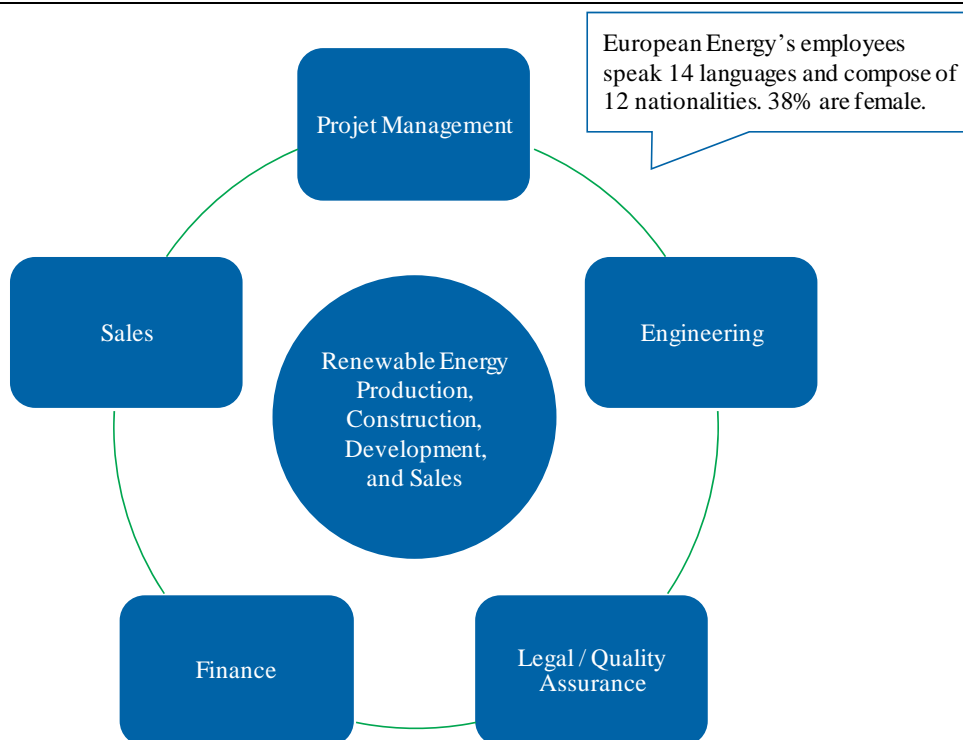 European Energy's employees
speak 14 languages and compose of
12 nationalities. 38% are female.
Projet Management
Sales
Engineering
Renewable Energy
Production,
Construction,
Development,
and Sales
Finance
Legal / Quality
Assurance